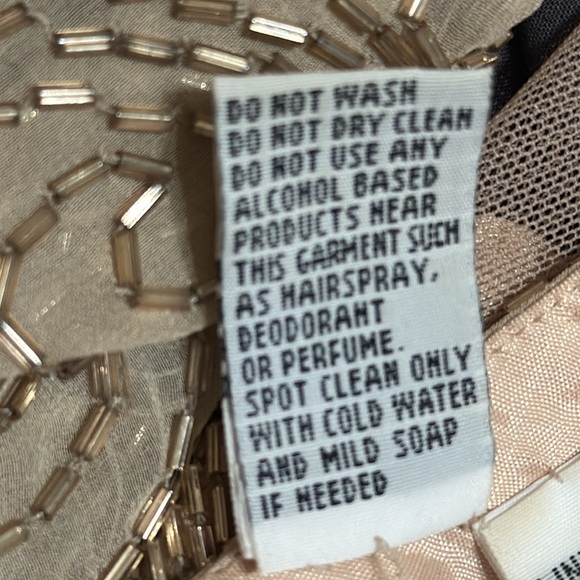 DO NOT WASH
DO NOT DRY CLEAN
DO NOT USE ANY
ALCOHOL BASED
PRODUCTS NEAR
THIS GARMENT SUCH
AS HAIRSPRAY,
DEODORANT
OR PERFUME.
SPOT CLEAN ONLY
WITH COLD WATER
AND MILD SOAP
IF NEEDED